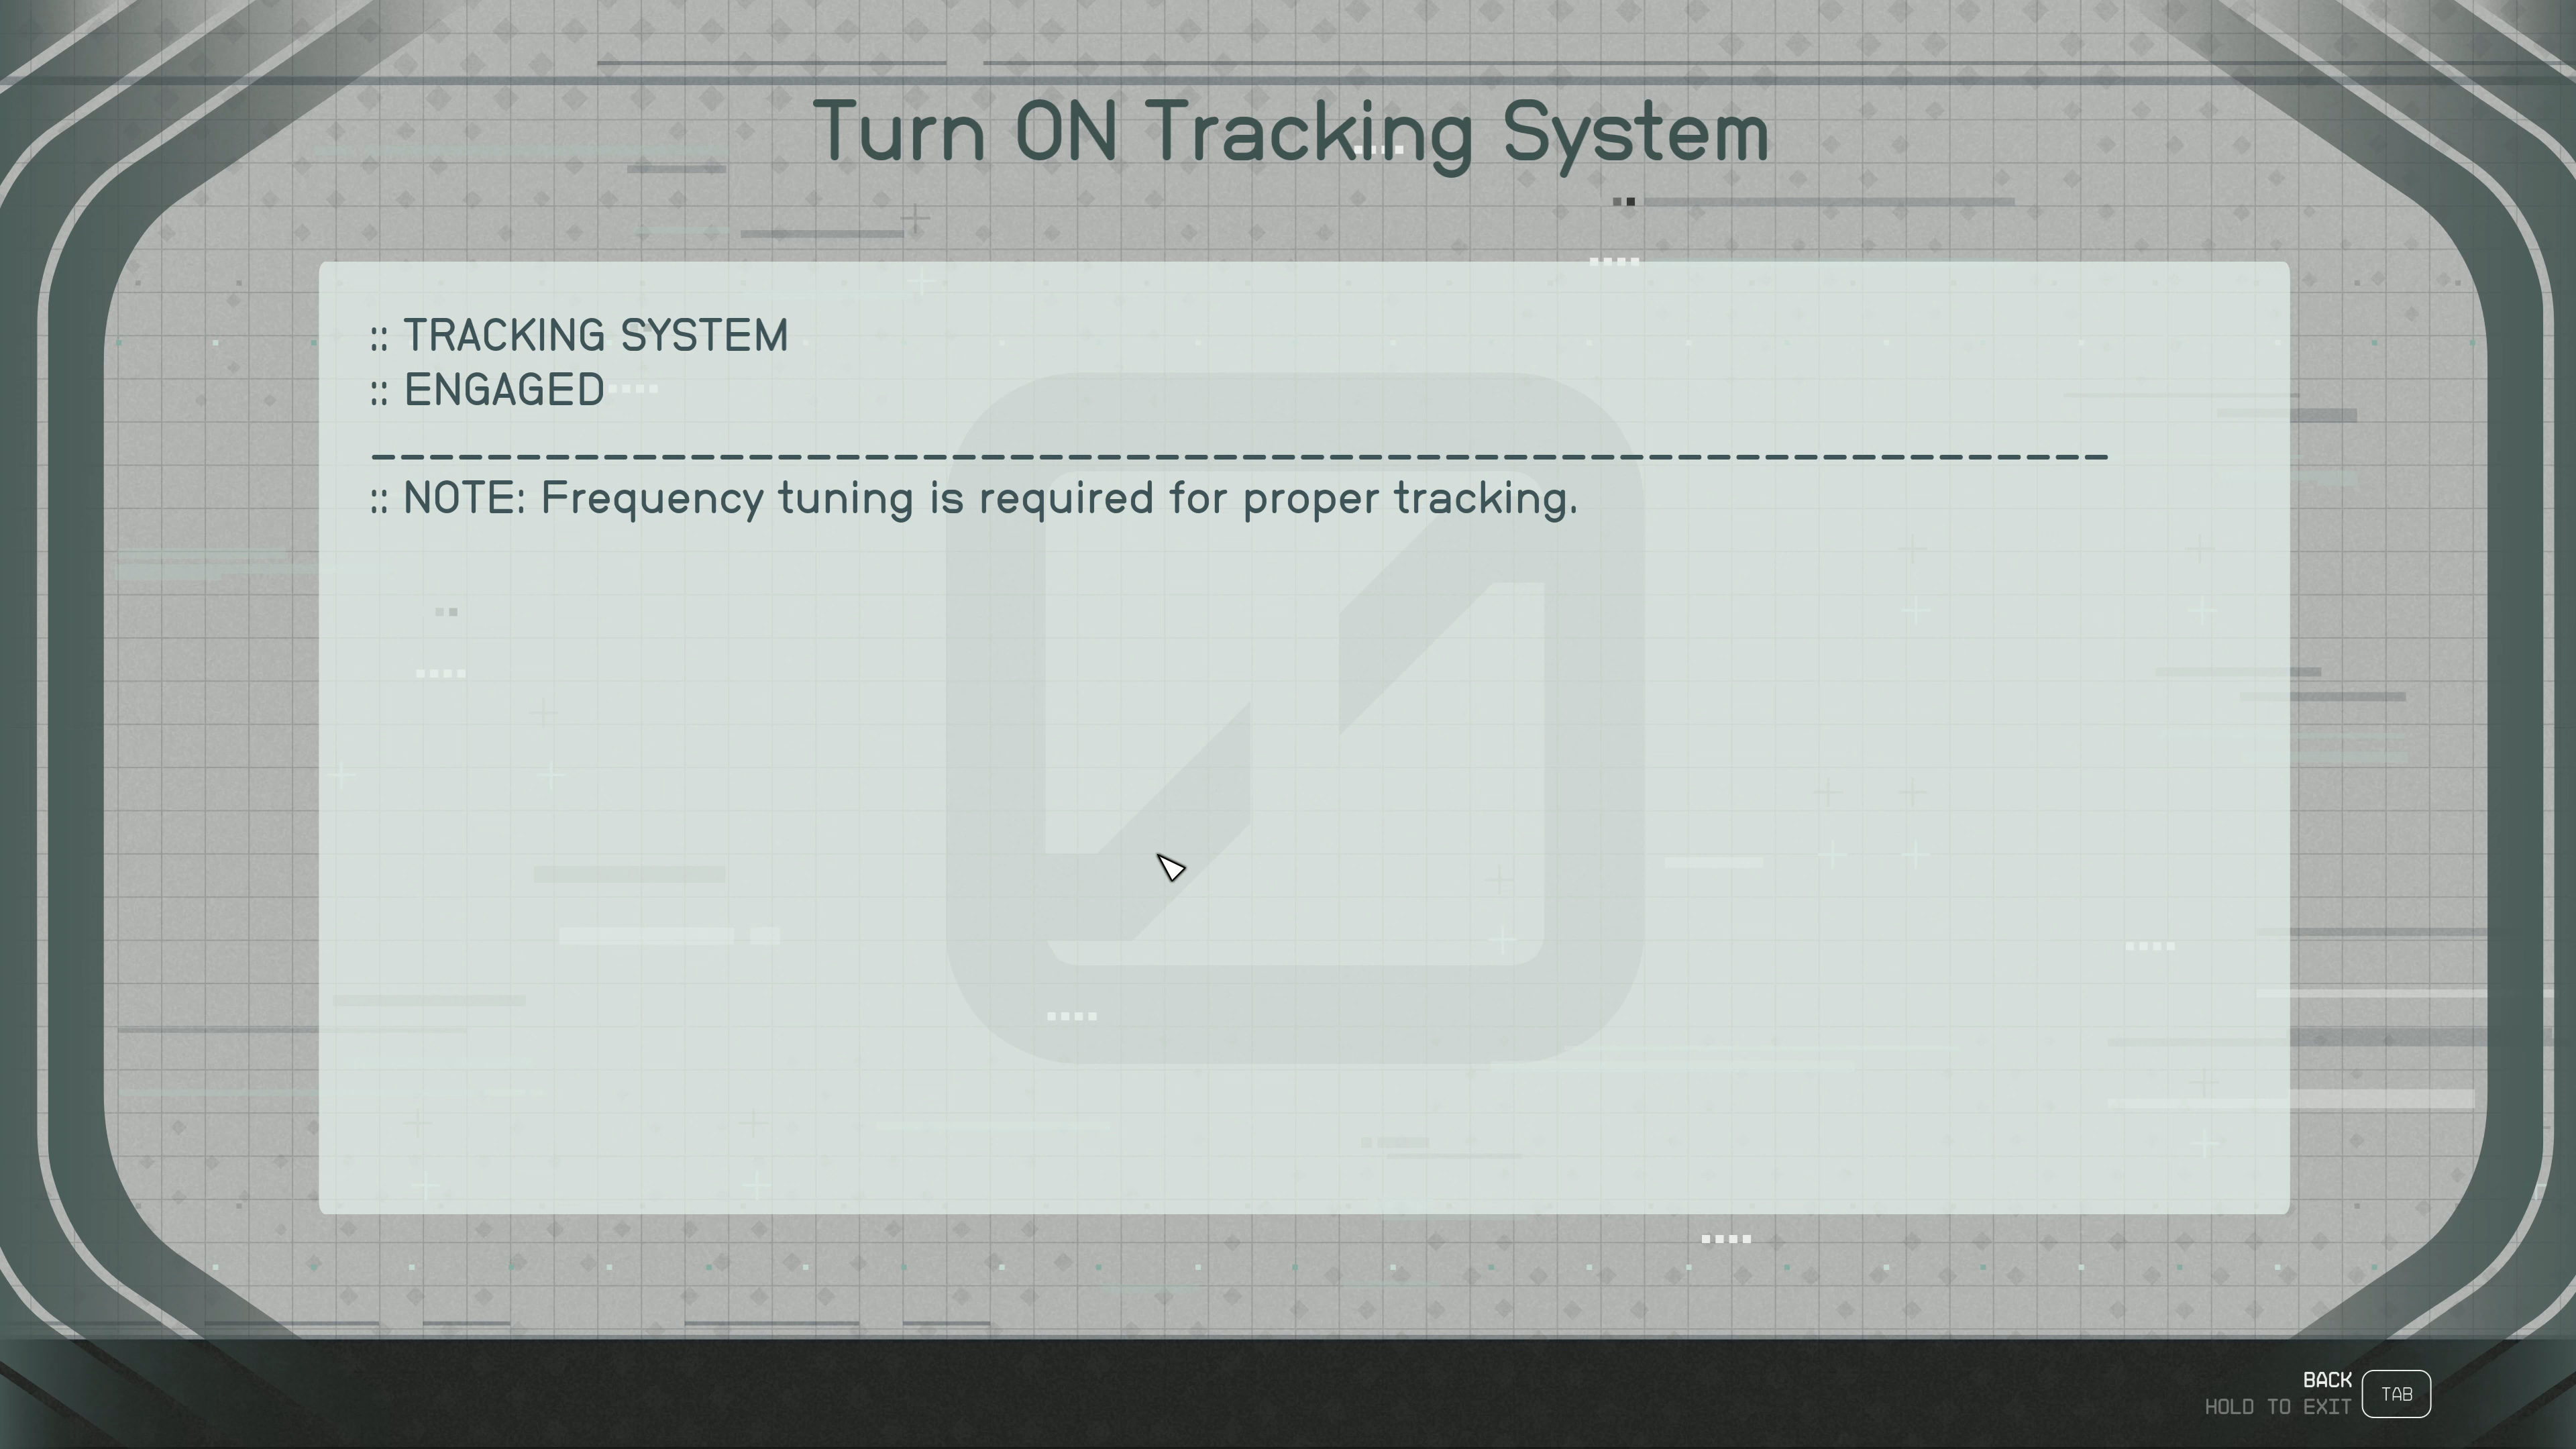 Turn ON Tracking System
:: TRACKING SYSTEM
:: ENGAGED
------------------------------------------------------------
:: NOTE: Frequency tuning is required for proper tracking.
BACK
HOLD TO EXIT
TAB